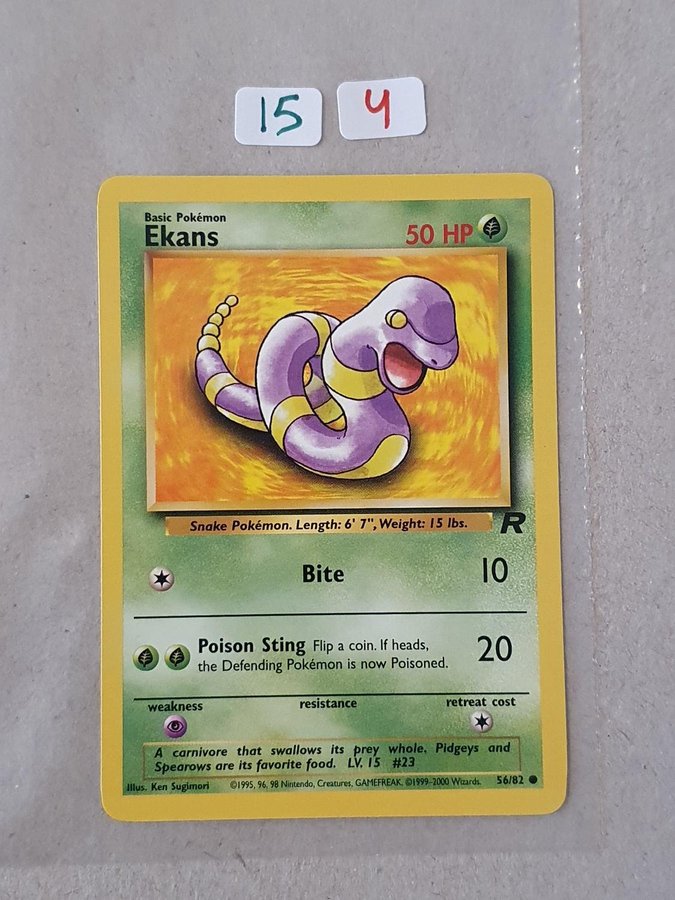 15 4
Basic Pokémon
Ekans 50 HP
Snake Pokémon. Length: 6' 7", Weight: 15 lbs.
R
Bite 10
Poison Sting Flip a coin. If heads,
the Defending Pokémon is now Poisoned. 20
weakness resistance retreat cost
A carnivore that swallows its prey whole. Pidgeys and
Spearows are its favorite food. LV. 15 #23
Illus. Ken Sugimori ©1995, 96, 98 Nintendo, Creatures, GAMEFREAK. ©1999-2000 Wizards. 56/82